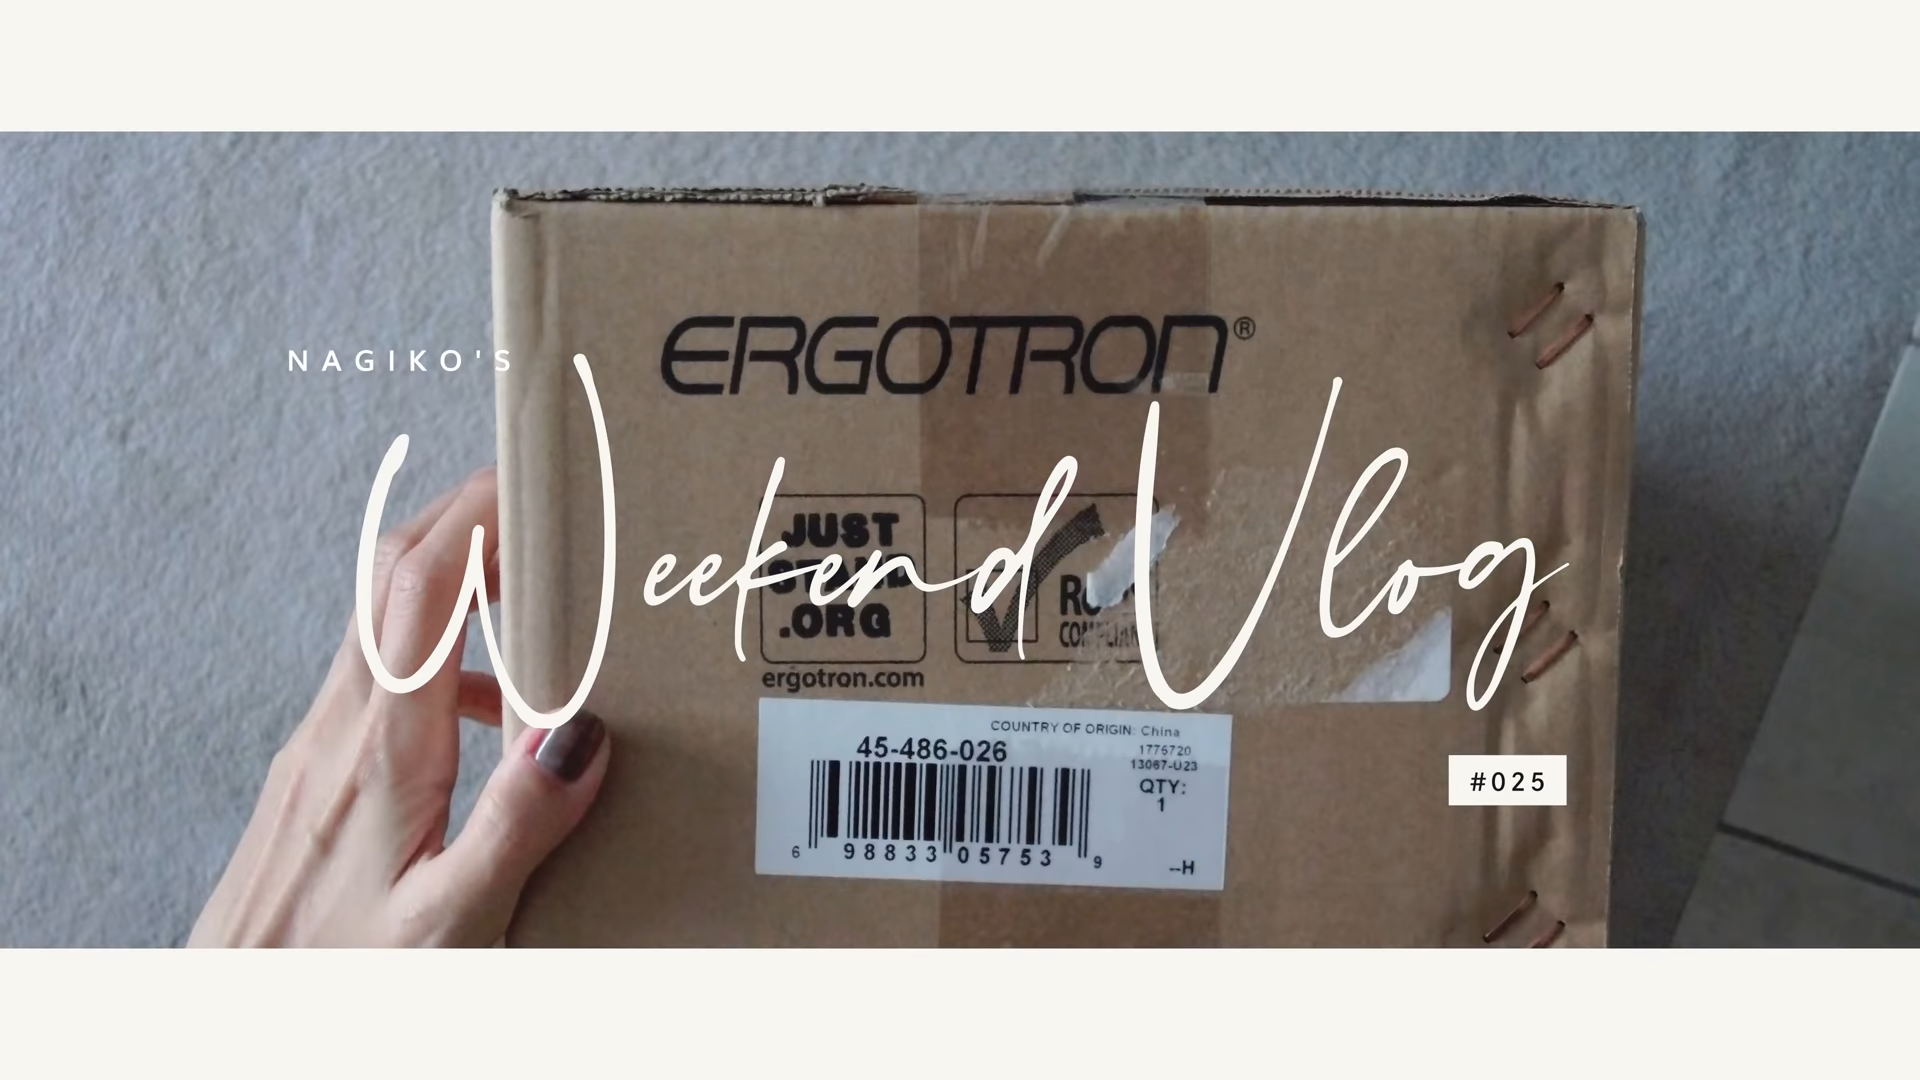 ERGOTRON®
NAGIKO'S
Weekend Vlog
JUST
.ORG
ergotron.com
COUNTRY OF ORIGIN: China
45-486-026
1776720
13067-U23
QTY:
1
6 98833 05753 9
--H
#025